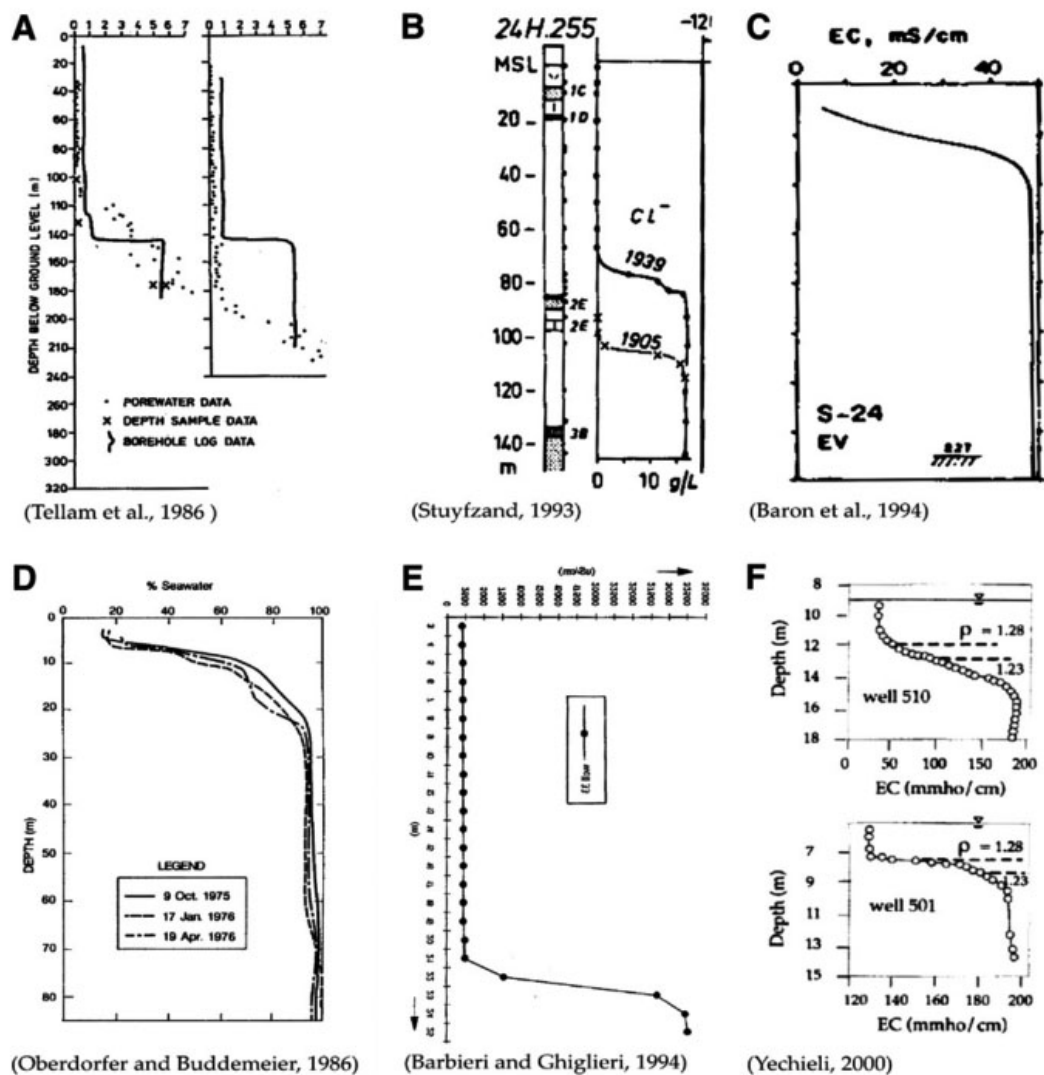 A
0 1 2 3 4 5 6 7
0 1 2 3 4 5 6 7
DEPTH BELOW GROUND LEVEL (m)
0
20
40
60
80
100
120
140
160
180
200
220
240
260
280
300
320
• POREWATER DATA
× DEPTH SAMPLE DATA
BOREHOLE LOG DATA
(Tellam et al., 1986 )
B
24H.255
MSL
20
40
60
80
100
120
140
m
1C
1D
2E
2E
3B
CL⁻
1939
1905
0 10 g/L
(Stuyfzand, 1993)
C
EC, mS/cm
0 20 40
S-24
EV
(Baron et al., 1994)
D
% Seawater
0 20 40 60 80 100
DEPTH (m)
0
10
20
30
40
50
60
70
80
LEGEND
9 Oct. 1975
17 Jan. 1976
19 Apr. 1976
(Oberdorfer and Buddemeier, 1986)
E
(m)
(Barbieri and Ghiglieri, 1994)
F
Depth (m)
8
10
12
14
16
18
ρ = 1.28
1.23
well 510
0 50 100 150 200
EC (mmho/cm)
Depth (m)
7
9
11
13
15
ρ = 1.28
1.23
well 501
120 140 160 180 200
EC (mmho/cm)
(Yechieli, 2000)